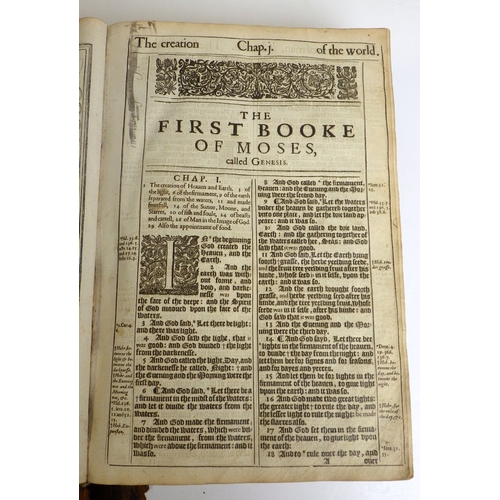 The creation Chap.j. of the world.
THE
FIRST BOOKE
OF MOSES,
called GENESIS.
CHAP. I.
1 The creation of Heauen and Earth, 3 of
the light, 6 of the firmament, 9 of the earth
separated from the waters, 11 and made
fruitfull, 14 of the Sunne, Moone, and
Starres, 20 of fish and foule, 24 of beasts
and cattell, 26 of Man in the Image of God.
29 Also the appointment of food.
IN the beginning
God created
the Heauen, and
the Earth.
2 And the
earth was with-
out forme, and
void, and darke-
nesse was vpon
the face of the deepe: and the Spirit
of God mooued vpon the face of the
waters.
3 And God said, Let there be light:
and there was light.
4 And God saw the light, that it
was good: and God diuided the light
from the darkenesse.
5 And God called the light, Day, and
the darknesse he called, Night: and
the Euening and the Morning were the
first day.
6 And God said, Let there be a
firmament in the midst of the waters:
and let it diuide the waters from the
waters.
7 And God made the firmament,
and diuided the waters, which were vn-
der the firmament, from the waters,
which were aboue the firmament: and it
was so.
8 And God called the firmament,
Heauen: and the Euening and the Mor-
ning were the second day.
9 And God said, Let the waters
vnder the heauen be gathered together
vnto one place, and let the drie land ap-
peare: and it was so.
10 And God called the drie land,
Earth: and the gathering together of
the Waters called hee, Seas: and God
saw that it was good.
11 And God said, Let the Earth bring
foorth grasse, the herbe yeelding seede,
and the fruit tree yeelding fruit after his
kinde, whose seed is in it selfe, vpon the
earth: and it was so.
12 And the earth brought foorth
grasse, and herbe yeelding seed after his
kinde, and the tree yeelding fruit, whose
seede was in it selfe, after his kinde: and
God saw that it was good.
13 And the Euening and the Mor-
ning were the third day.
14 And God said, Let there be
lights in the firmament of the heauen,
to diuide the day from the night: and let
them bee for signes and for seasons, and
for dayes and yeeres.
15 And let them be for lights in the
firmament of the heauen, to giue light
vpon the earth: and it was so.
16 And God made two great lights:
the greater light to rule the day, and
the lesser light to rule the night: he made
the starres also.
17 And God set them in the firma-
ment of the heauen, to giue light vpon
the earth:
18 And to rule ouer the day, and
A ouer